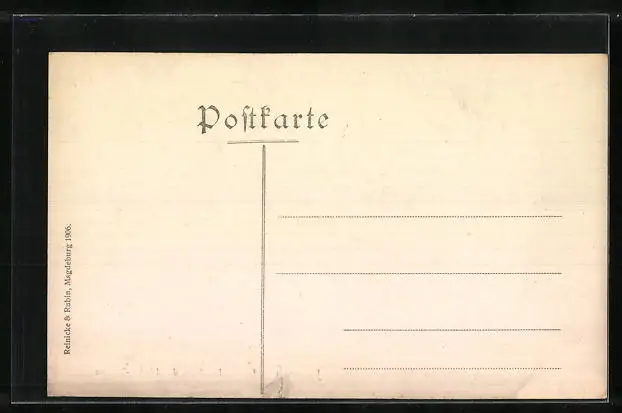 Poſtkarte
Reinicke & Rubin, Magdeburg 1906.